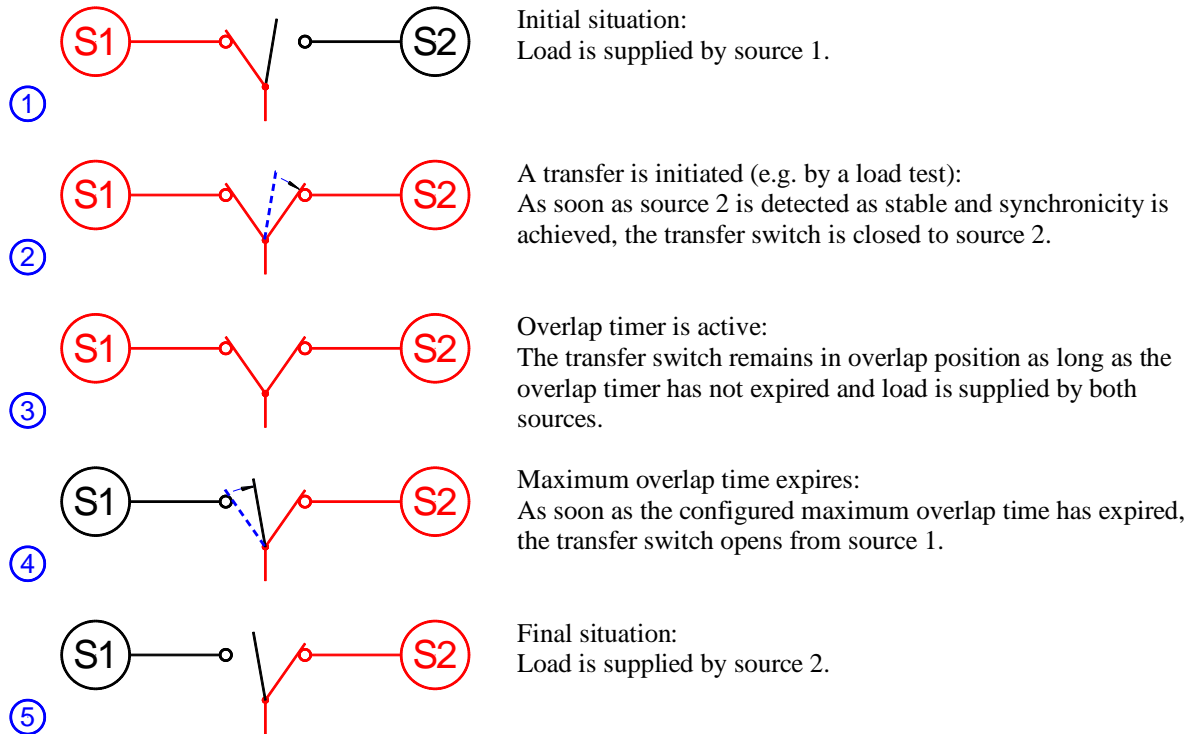 S1
S2
Initial situation:
Load is supplied by source 1.
1
S1
S2
A transfer is initiated (e.g. by a load test):
As soon as source 2 is detected as stable and synchronicity is
achieved, the transfer switch is closed to source 2.
2
S1
S2
Overlap timer is active:
The transfer switch remains in overlap position as long as the
overlap timer has not expired and load is supplied by both
sources.
3
S1
S2
Maximum overlap time expires:
As soon as the configured maximum overlap time has expired,
the transfer switch opens from source 1.
4
S1
S2
Final situation:
Load is supplied by source 2.
5